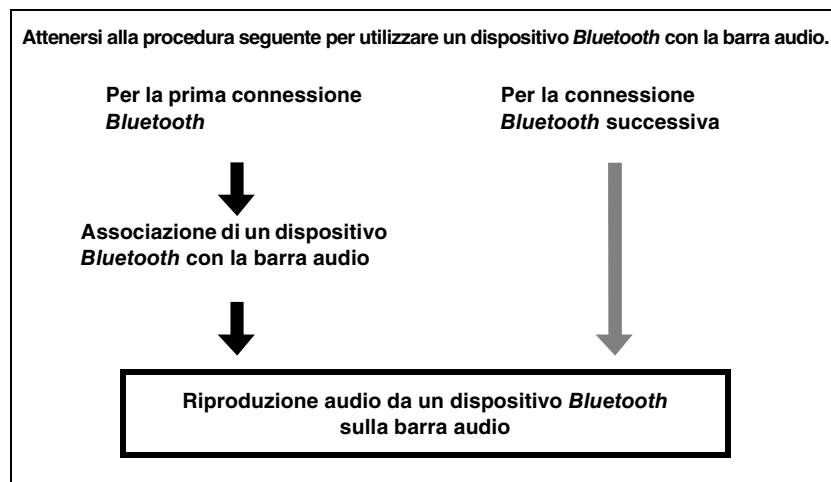 Attenersi alla procedura seguente per utilizzare un dispositivo Bluetooth con la barra audio.
Per la prima connessione
Bluetooth
Per la connessione
Bluetooth successiva
Associazione di un dispositivo
Bluetooth con la barra audio
Riproduzione audio da un dispositivo Bluetooth
sulla barra audio